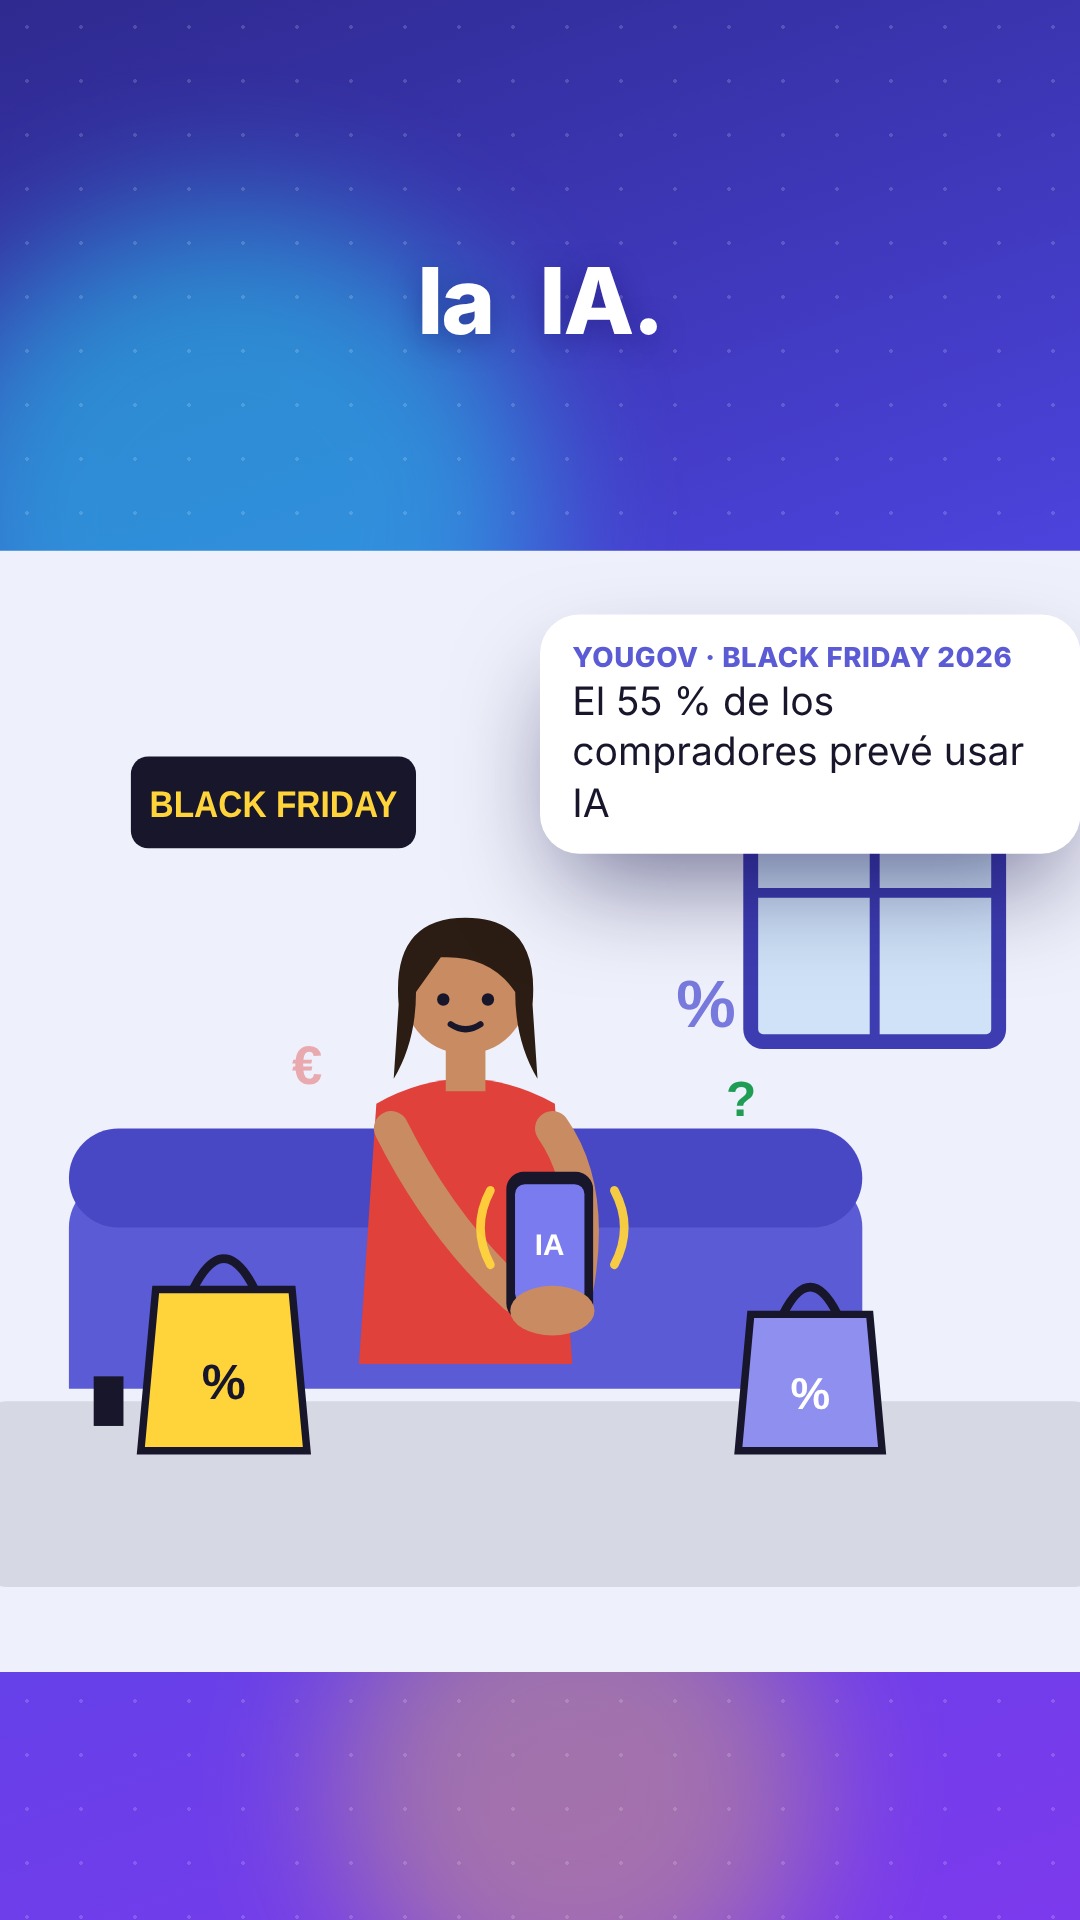 la IA.
YOUGOV · BLACK FRIDAY 2026
El 55 % de los
compradores prevé usar
IA
BLACK FRIDAY
%
€
?
IA
%
%